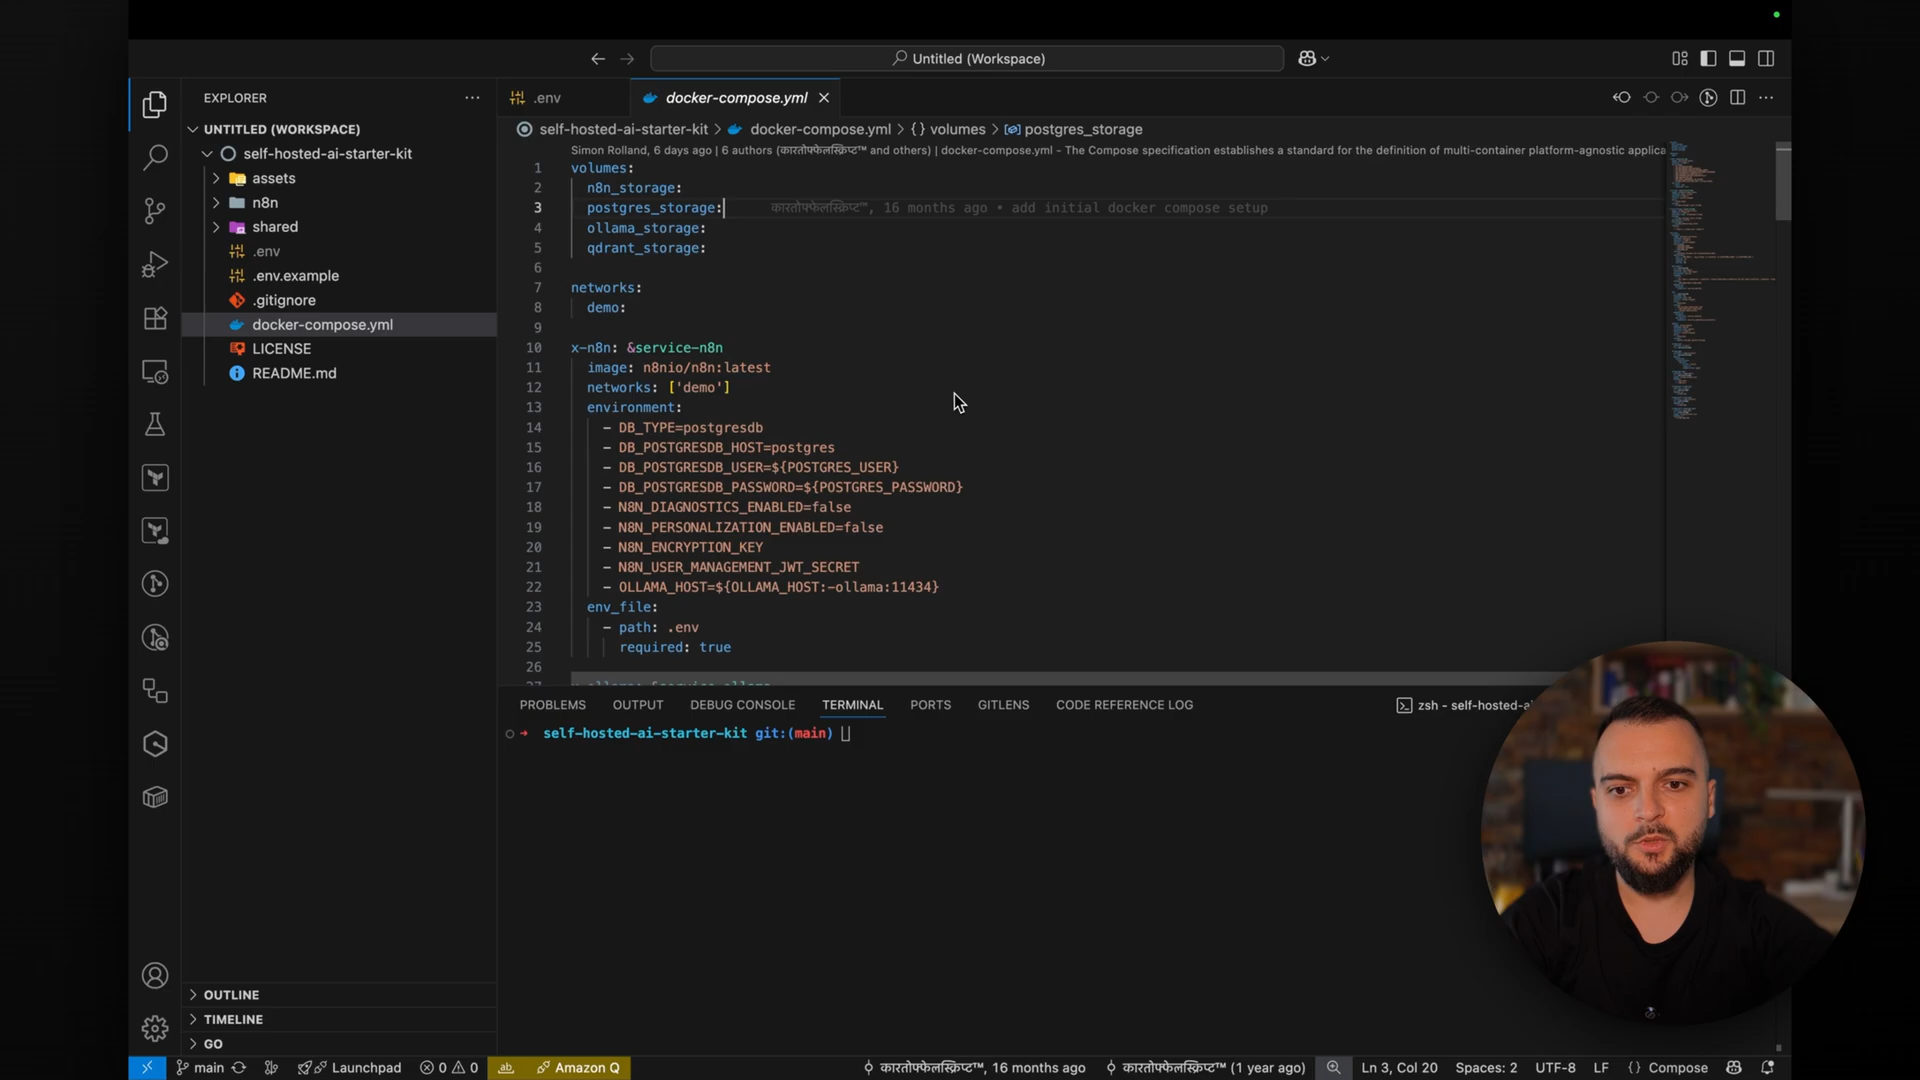 Untitled (Workspace)
EXPLORER
UNTITLED (WORKSPACE)
self-hosted-ai-starter-kit
assets
n8n
shared
.env
.env.example
.gitignore
docker-compose.yml
LICENSE
README.md
OUTLINE
TIMELINE
GO
.env
docker-compose.yml
self-hosted-ai-starter-kit > docker-compose.yml > {} volumes > postgres_storage
Simon Rolland, 6 days ago | 6 authors (कारतोफ्फेलस्क्रिप्ट™ and others) | docker-compose.yml - The Compose specification establishes a standard for the definition of multi-container platform-agnostic applica
1 volumes:
2 n8n_storage:
3 postgres_storage: कारतोफ्फेलस्क्रिप्ट™, 16 months ago • add initial docker compose setup
4 ollama_storage:
5 qdrant_storage:
6
7 networks:
8 demo:
9
10 x-n8n: &service-n8n
11 image: n8nio/n8n:latest
12 networks: ['demo']
13 environment:
14 - DB_TYPE=postgresdb
15 - DB_POSTGRESDB_HOST=postgres
16 - DB_POSTGRESDB_USER=${POSTGRES_USER}
17 - DB_POSTGRESDB_PASSWORD=${POSTGRES_PASSWORD}
18 - N8N_DIAGNOSTICS_ENABLED=false
19 - N8N_PERSONALIZATION_ENABLED=false
20 - N8N_ENCRYPTION_KEY
21 - N8N_USER_MANAGEMENT_JWT_SECRET
22 - OLLAMA_HOST=${OLLAMA_HOST:-ollama:11434}
23 env_file:
24 - path: .env
25 required: true
26
PROBLEMS OUTPUT DEBUG CONSOLE TERMINAL PORTS GITLENS CODE REFERENCE LOG
zsh - self-hosted-ai
self-hosted-ai-starter-kit git:(main)
main Launchpad 0 0 Amazon Q कारतोफ्फेलस्क्रिप्ट™, 16 months ago कारतोफ्फेलस्क्रिप्ट™ (1 year ago) Ln 3, Col 20 Spaces: 2 UTF-8 LF {} Compose